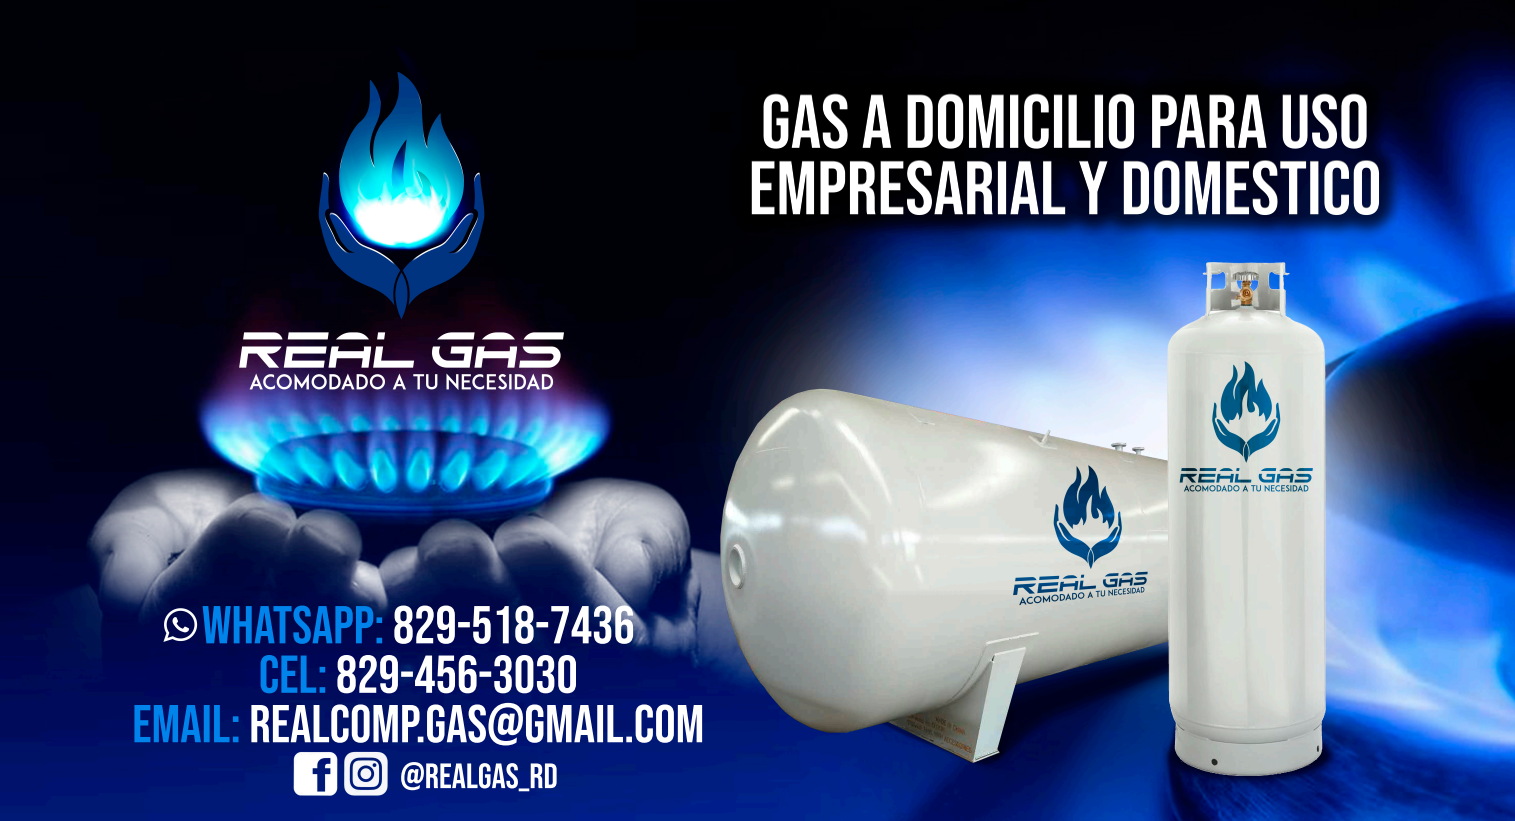 REAL GAS
ACOMODADO A TU NECESIDAD
WHATSAPP: 829-518-7436
CEL: 829-456-3030
EMAIL: REALCOMP.GAS@GMAIL.COM
@REALGAS_RD
GAS A DOMICILIO PARA USO
EMPRESARIAL Y DOMESTICO
REAL GAS
ACOMODADO A TU NECESIDAD
REAL GAS
ACOMODADO A TU NECESIDAD